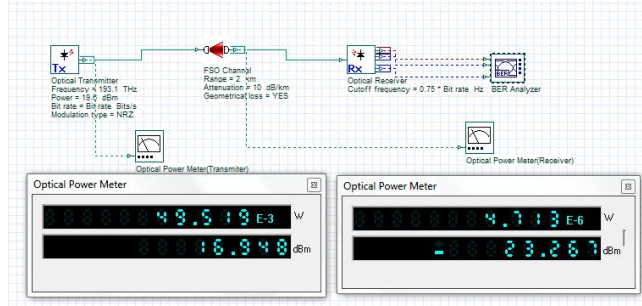 Tx
Optical Transmitter
Frequency = 193.1 THz
Power = 19.6 dBm
Bit rate = Bit rate Bits/s
Modulation type = NRZ
FSO Channel
Range = 2 km
Attenuation = 10 dB/km
Geometrical loss = YES
Rx
Optical Receiver
Cutoff frequency = 0.75 * Bit rate Hz
BER
BER Analyzer
Optical Power Meter(Transmiter)
Optical Power Meter(Receiver)
Optical Power Meter
49.519 E-3 W
16.948 dBm
Optical Power Meter
4.713 E-6 W
-23.267 dBm